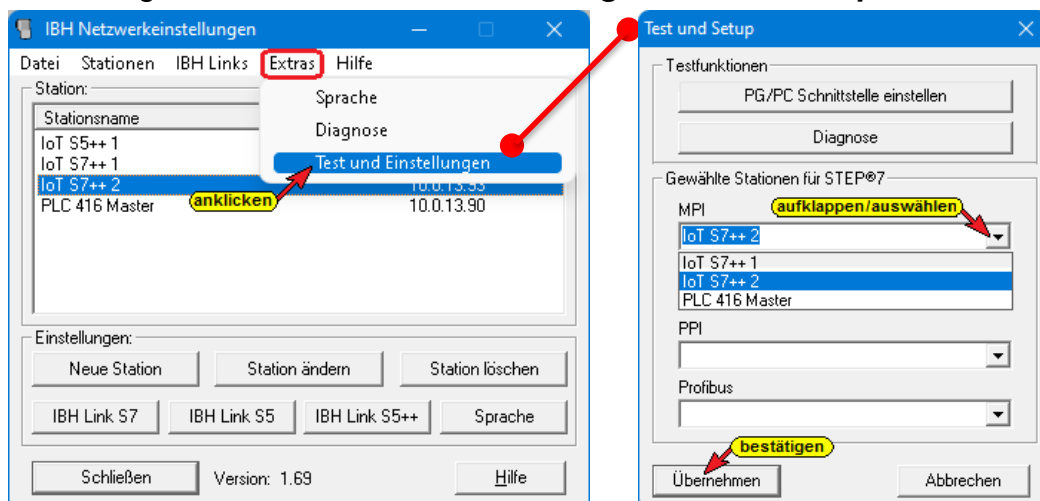 IBH Netzwerkeinstellungen
Datei Stationen IBH Links Extras Hilfe
Station:
Stationsname
IoT S5++ 1
IoT S7++ 1
IoT S7++ 2 10.0.13.93
PLC 416 Master 10.0.13.90
Sprache
Diagnose
Test und Einstellungen
anklicken
Einstellungen:
Neue Station Station ändern Station löschen
IBH Link S7 IBH Link S5 IBH Link S5++ Sprache
Schließen Version: 1.69 Hilfe
Test und Setup
Testfunktionen
PG/PC Schnittstelle einstellen
Diagnose
Gewählte Stationen für STEP®7
MPI aufklappen/auswählen
IoT S7++ 2
IoT S7++ 1
IoT S7++ 2
PLC 416 Master
PPI
Profibus
bestätigen
Übernehmen Abbrechen